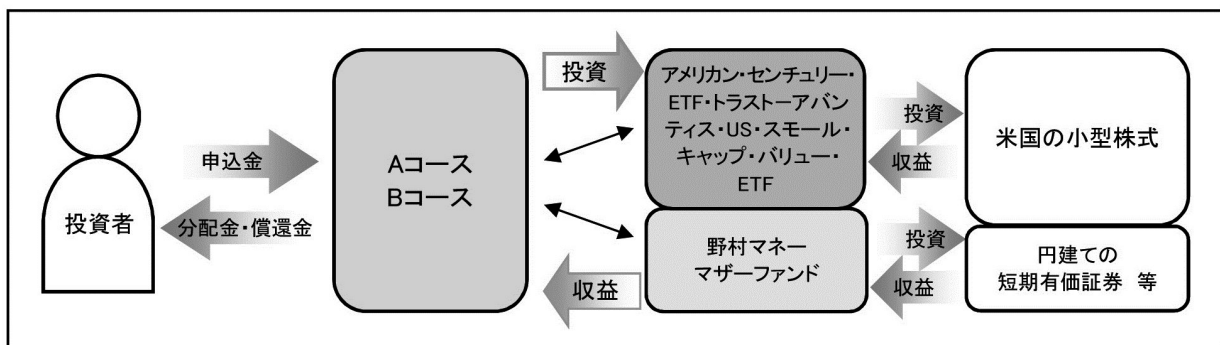 投資者
申込金
分配金・償還金
Aコース
Bコース
投資
収益
アメリカン・センチュリー・
ETF・トラストーアバン
ティス・US・スモール・
キャップ・バリュー・
ETF
野村マネー
マザーファンド
投資
収益
投資
収益
米国の小型株式
円建ての
短期有価証券 等